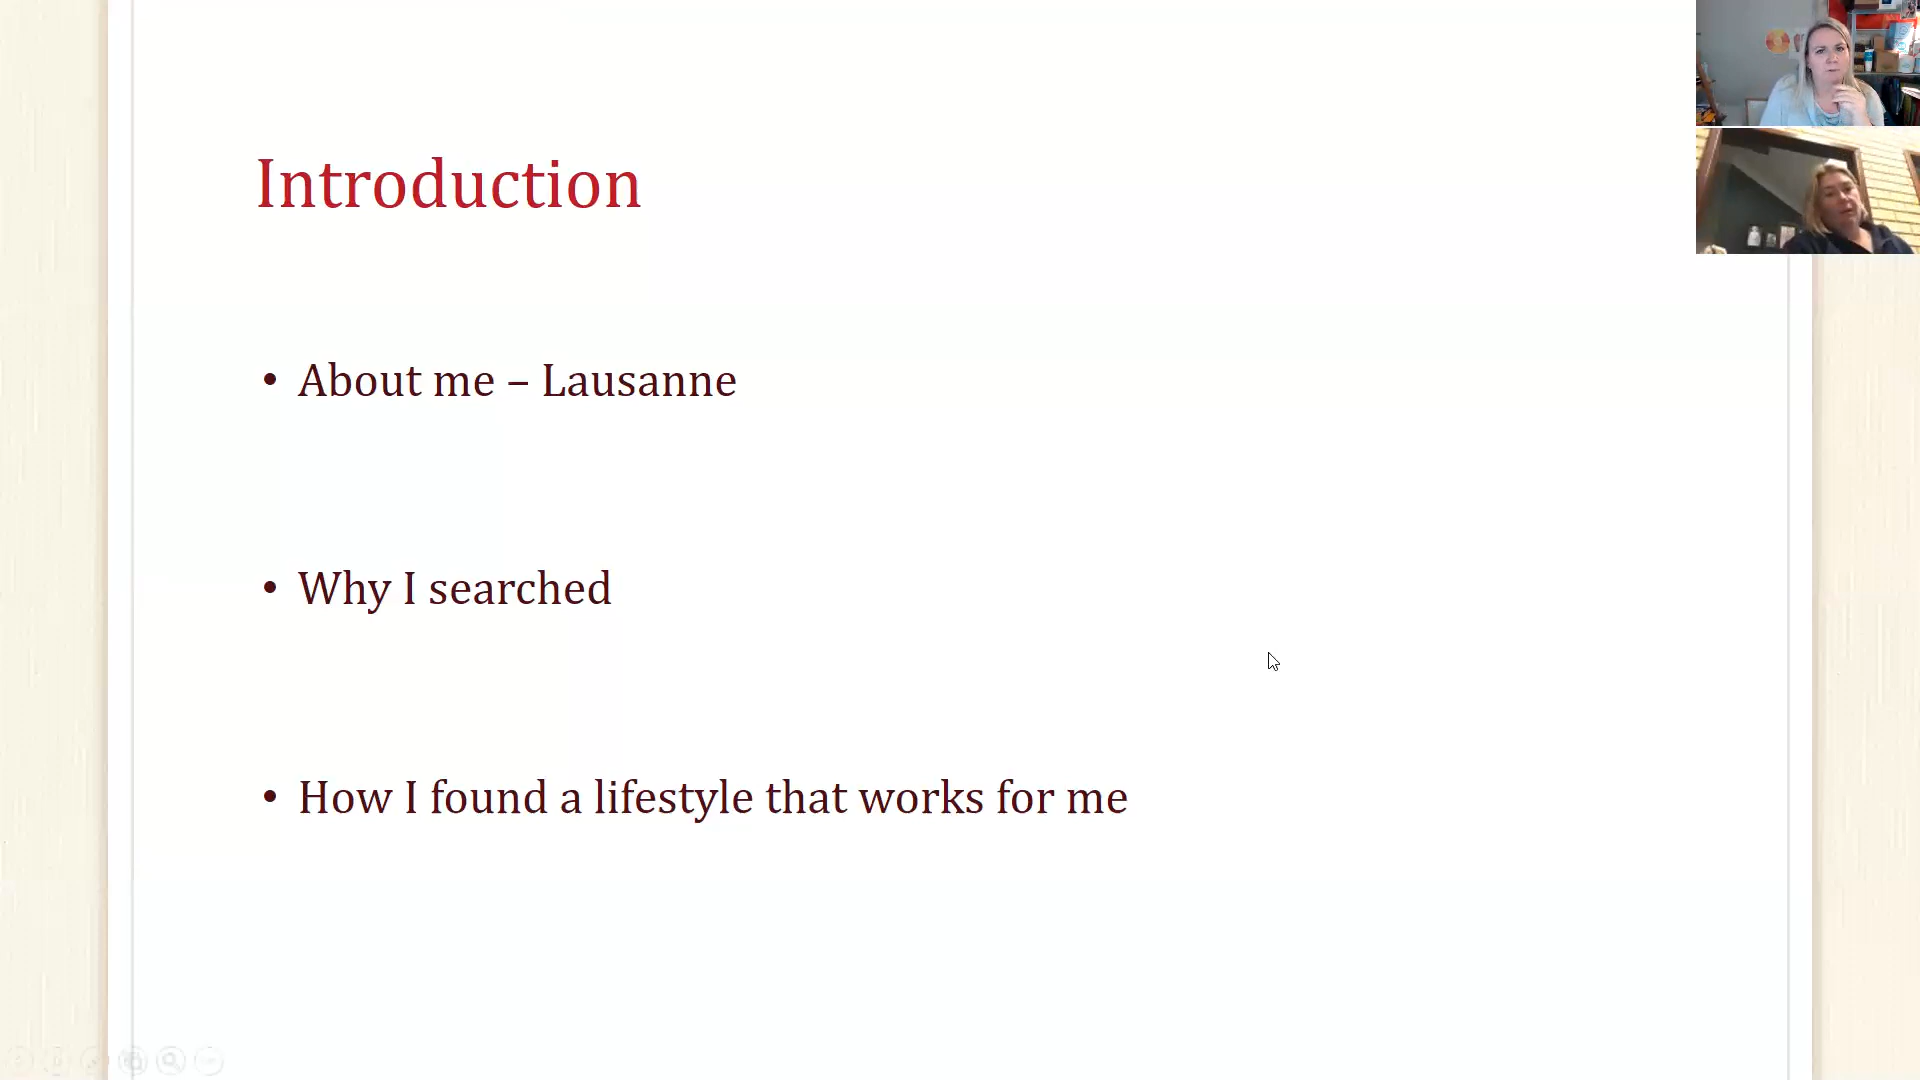 Introduction
• About me – Lausanne
• Why I searched
• How I found a lifestyle that works for me